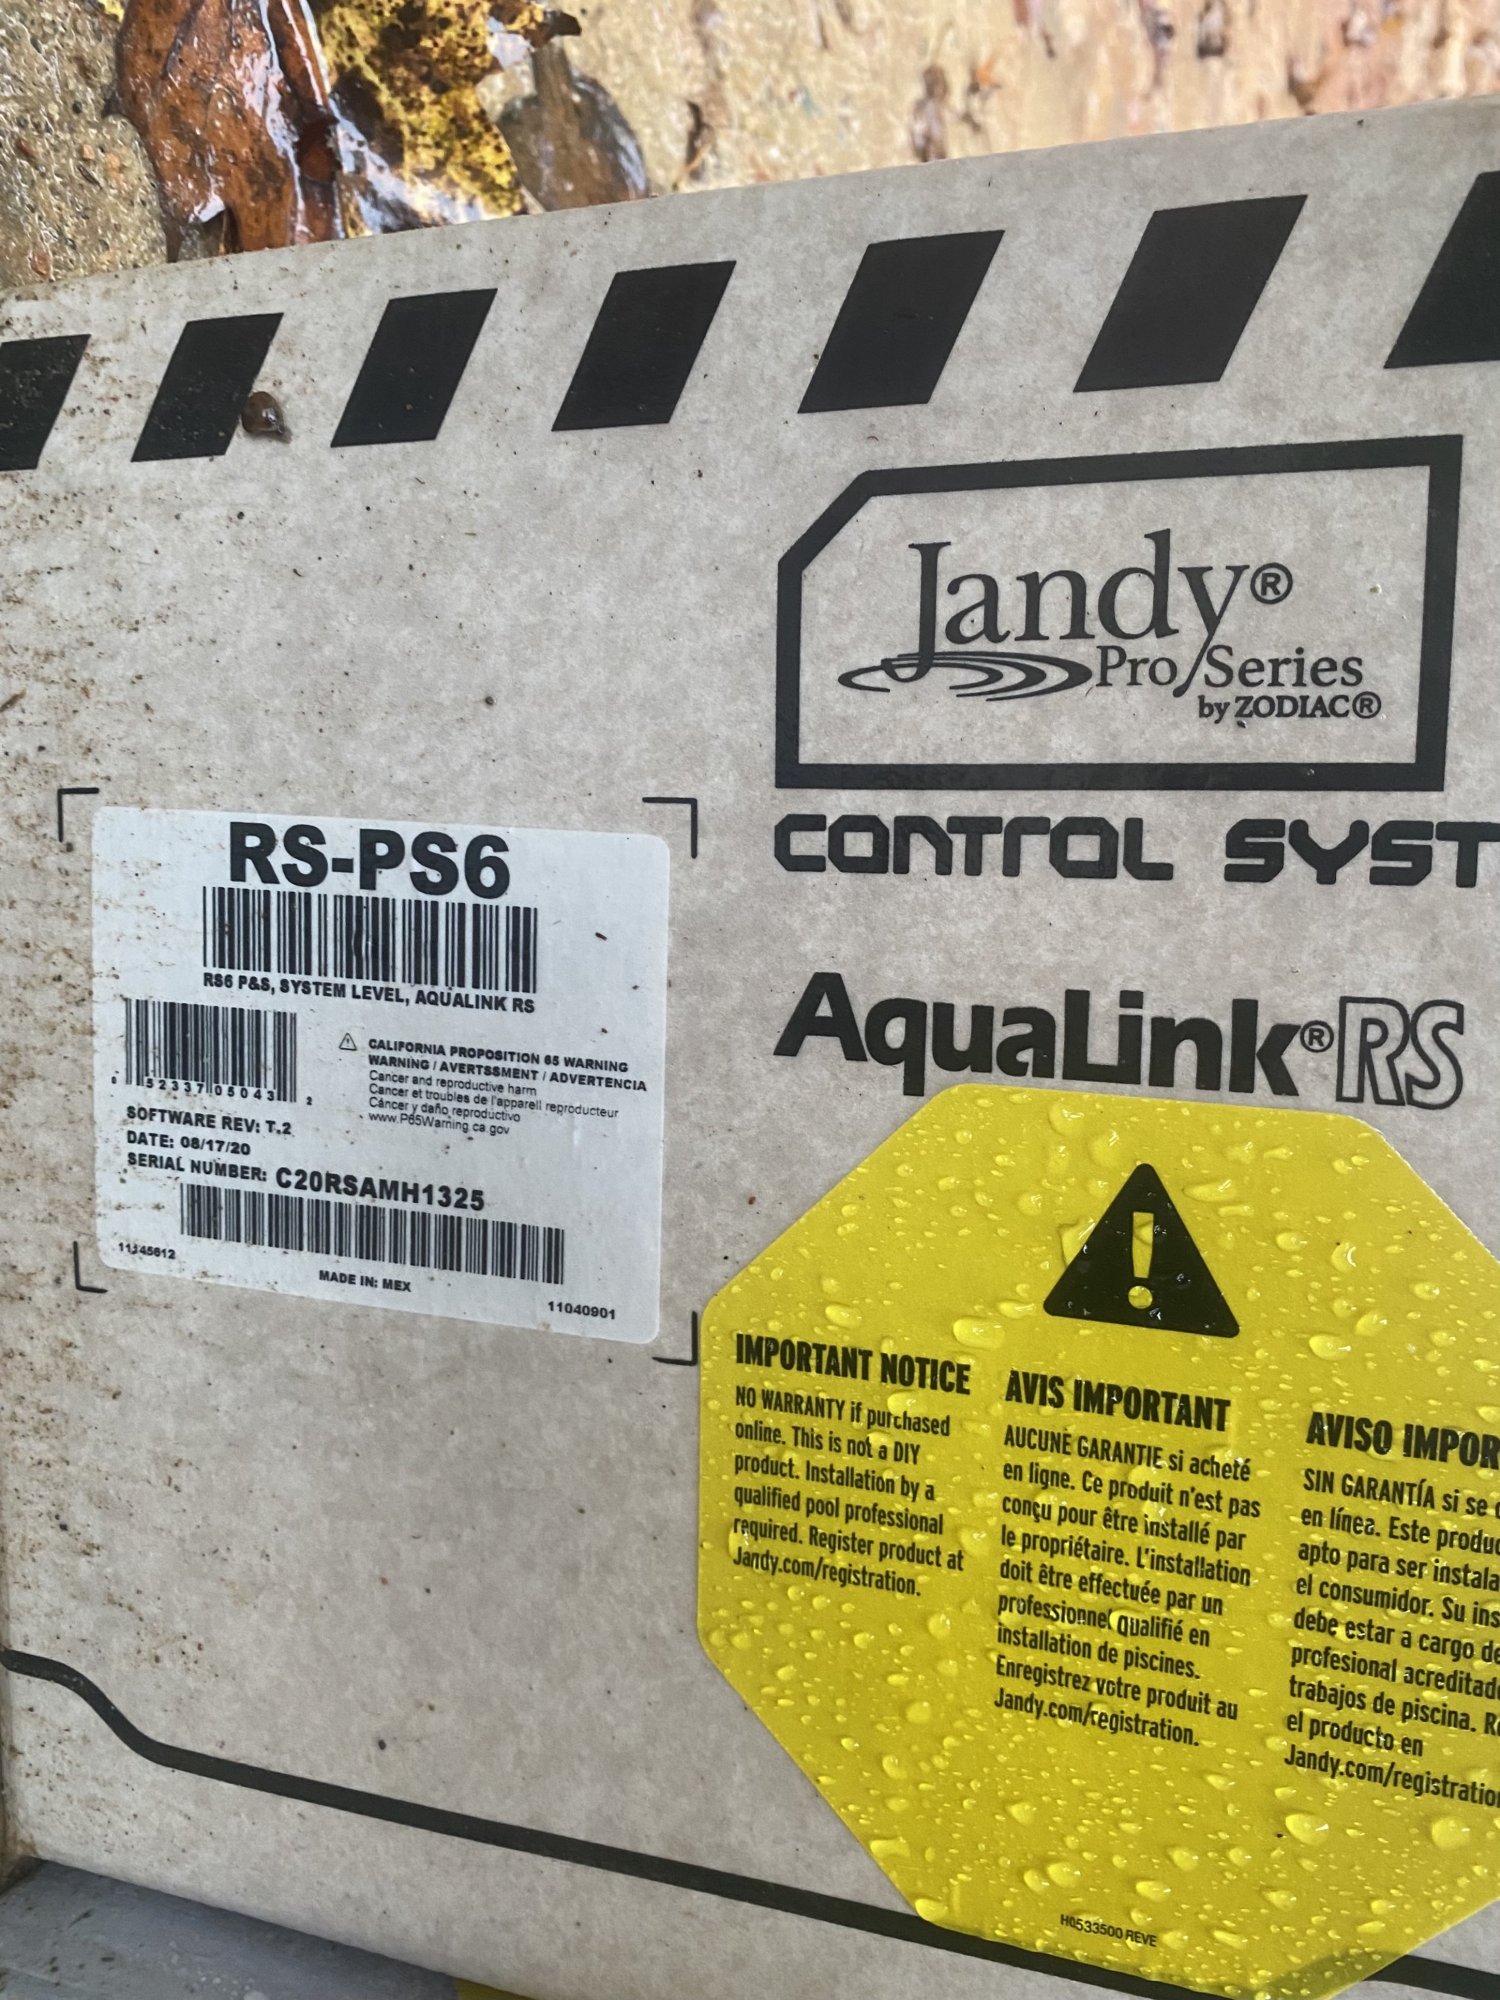 Jandy®
Pro Series
by ZODIAC®
CONTROL SYST
AquaLink® RS
RS-PS6
RS6 P&S, SYSTEM LEVEL, AQUALINK RS
0 52337 05043 2
CALIFORNIA PROPOSITION 65 WARNING
WARNING / AVERTSSMENT / ADVERTENCIA
Cancer and reproductive harm
Cancer et troubles de l'apparell reproducteur
Cáncer y daño reproductivo
www.P65Warning.ca.gov
SOFTWARE REV: T.2
DATE: 08/17/20
SERIAL NUMBER: C20RSAMH1325
11145612
MADE IN: MEX
11040901
IMPORTANT NOTICE
NO WARRANTY if purchased
online. This is not a DIY
product. Installation by a
qualified pool professional
required. Register product at
Jandy.com/registration.
AVIS IMPORTANT
AUCUNE GARANTIE si acheté
en ligne. Ce produit n'est pas
conçu pour être installé par
le propriétaire. L'installation
doit être effectuée par un
professionnel qualifié en
installation de piscines.
Enregistrez votre produit au
Jandy.com/registration.
AVISO IMPOR
SIN GARANTÍA si se
en línea. Este produc
apto para ser instala
el consumidor. Su ins
debe estar a cargo de
profesional acreditad
trabajos de piscina. R
el producto en
Jandy.com/registratio
H0533500 REVE